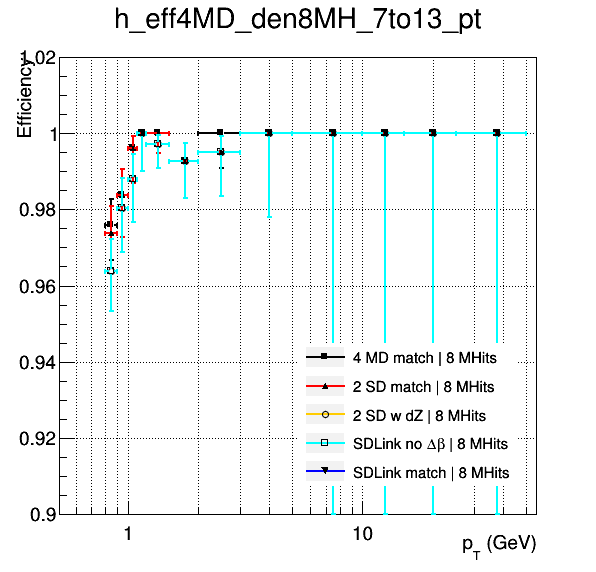 h_eff4MD_den8MH_7to13_pt
Efficiency
1.02
1
0.98
0.96
0.94
0.92
0.9
4 MD match | 8 MHits
2 SD match | 8 MHits
2 SD w dZ | 8 MHits
SDLink no Δβ | 8 MHits
SDLink match | 8 MHits
1
10
p_T (GeV)